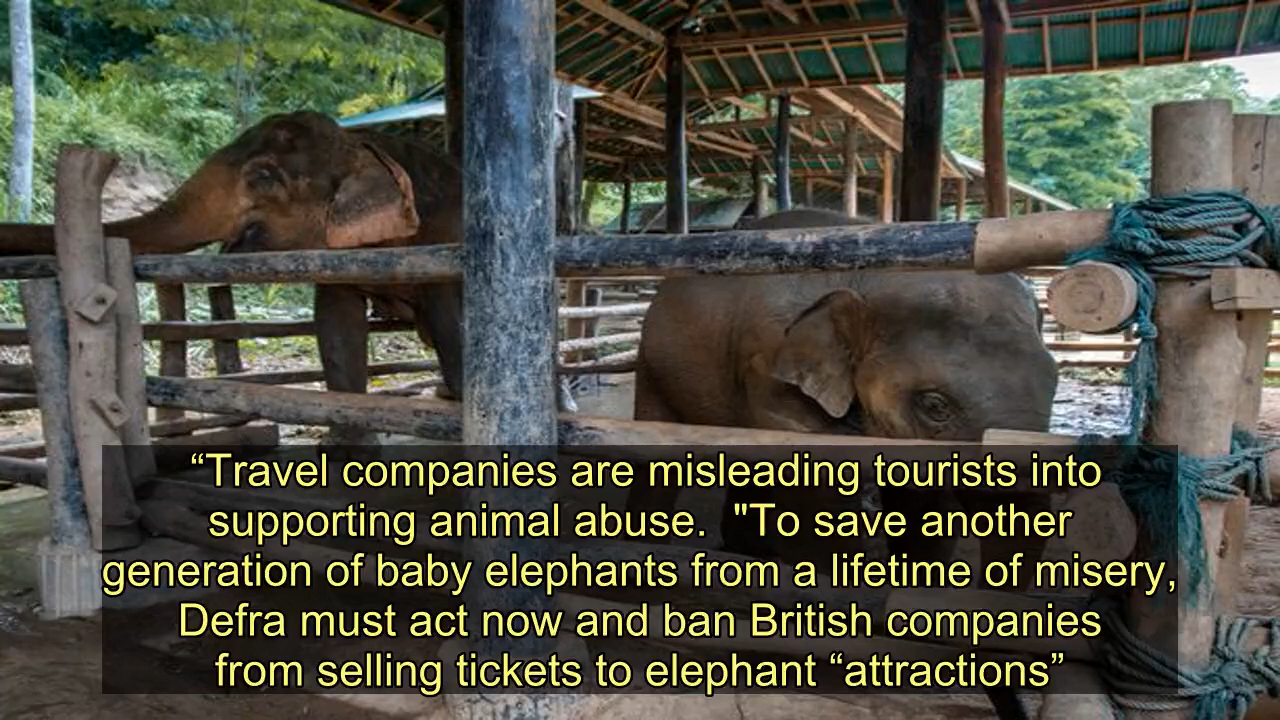 “Travel companies are misleading tourists into
supporting animal abuse.  "To save another
generation of baby elephants from a lifetime of misery,
Defra must act now and ban British companies
from selling tickets to elephant “attractions”